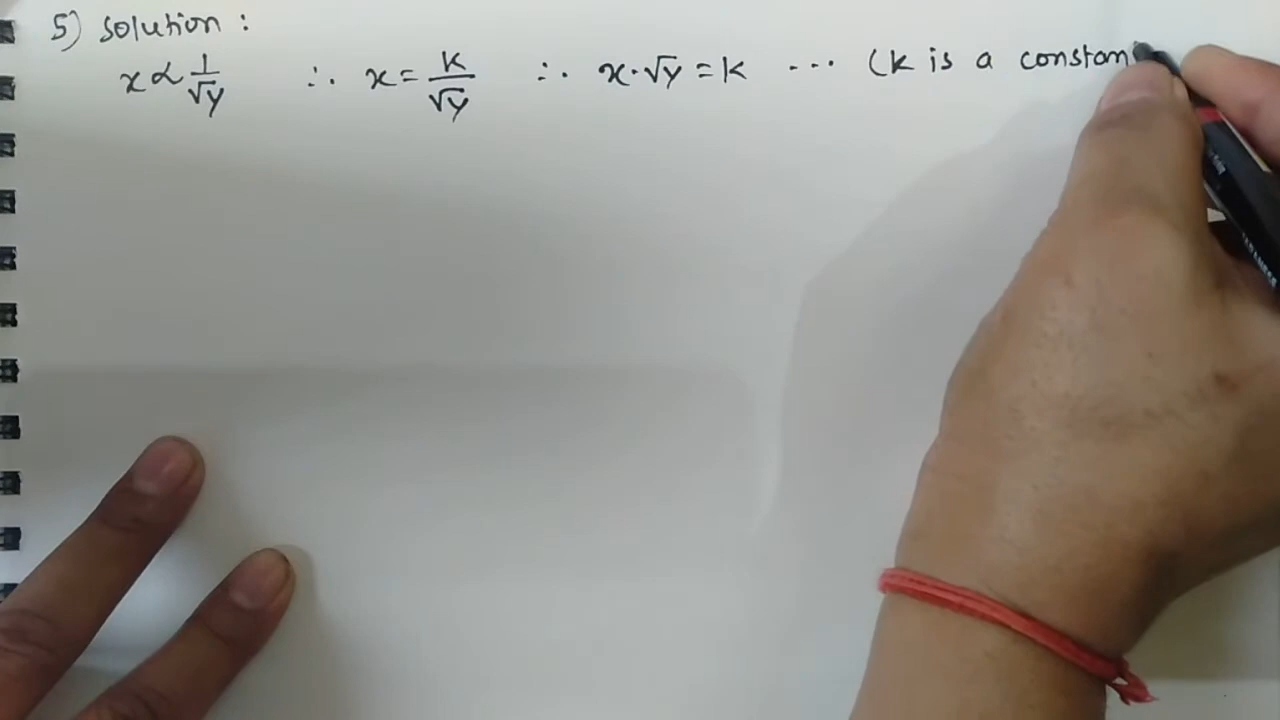 5) Solution :
x ∝ 1/√y ∴ x = K/√y ∴ x·√y = K ... (K is a constan